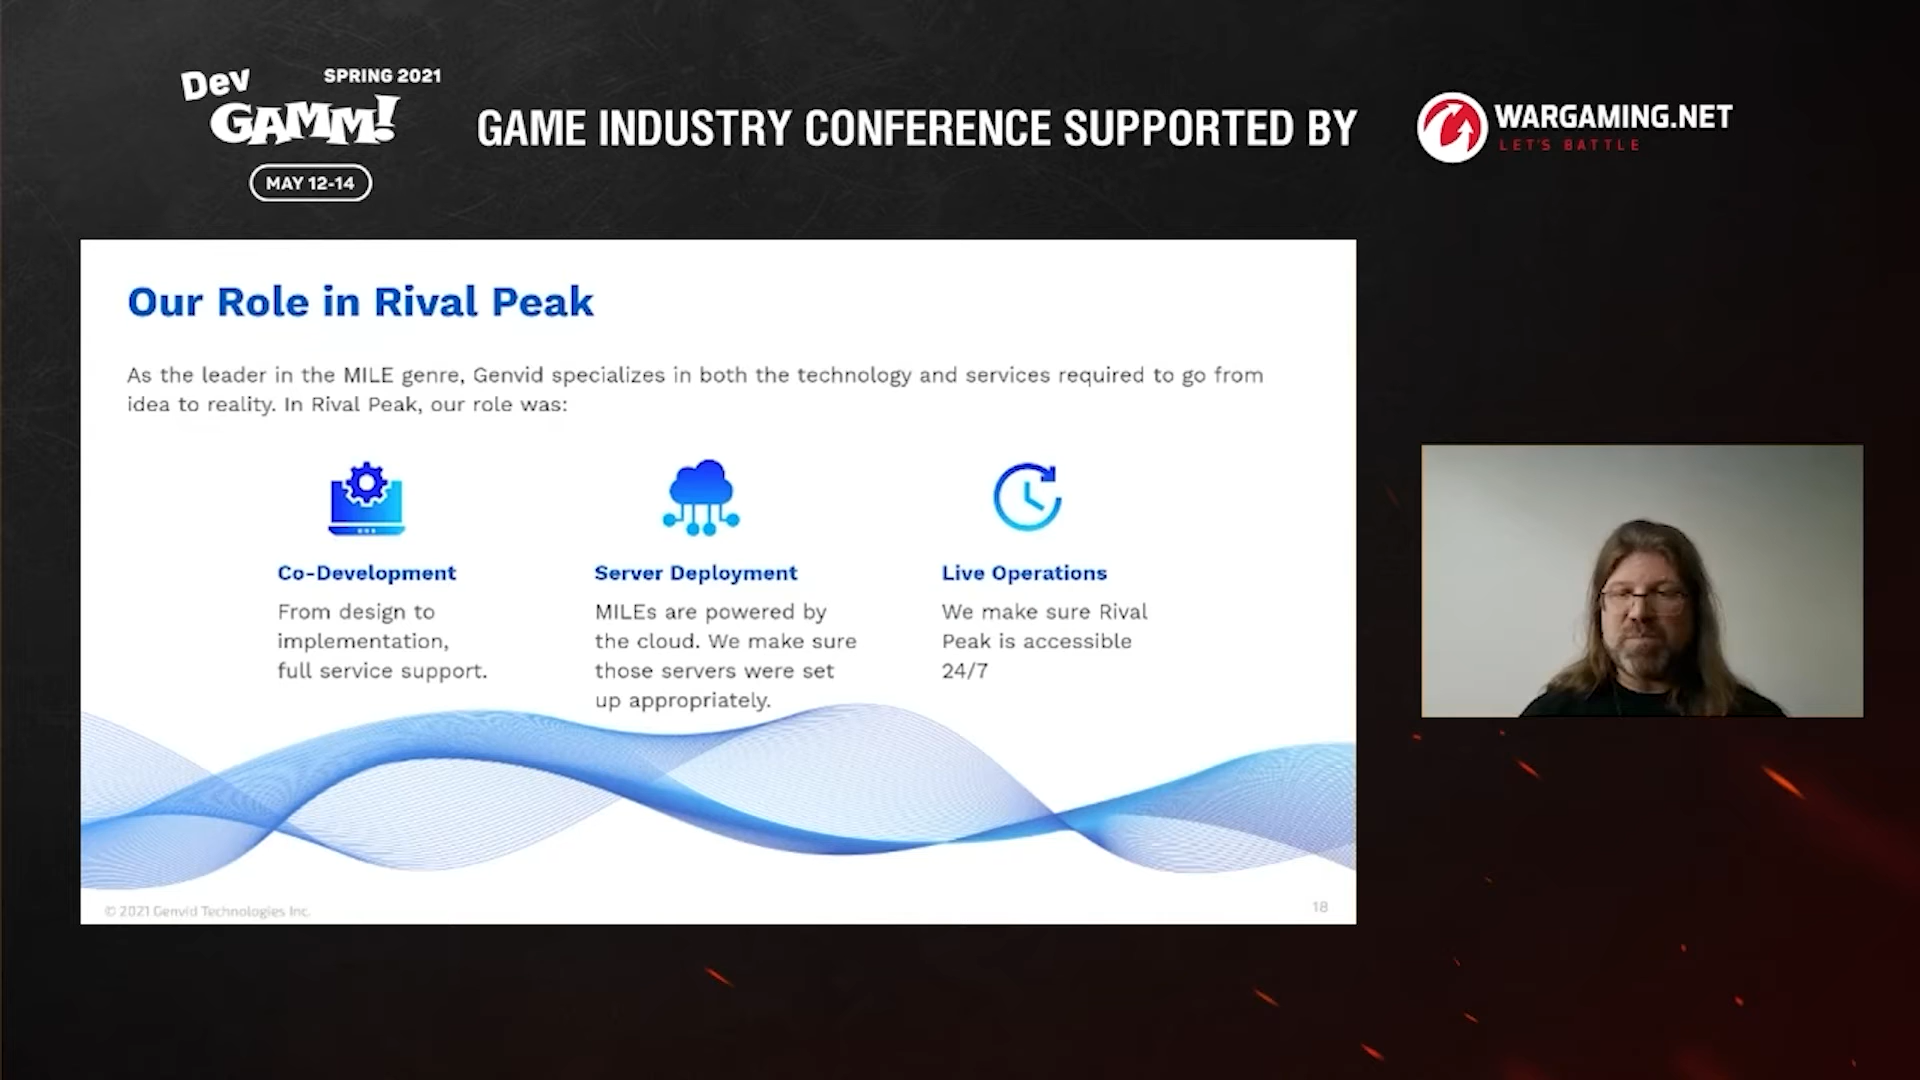 Dev
GAMM!
SPRING 2021
MAY 12-14
GAME INDUSTRY CONFERENCE SUPPORTED BY
WARGAMING.NET
LET'S BATTLE
Our Role in Rival Peak
As the leader in the MILE genre, Genvid specializes in both the technology and services required to go from
idea to reality. In Rival Peak, our role was:
Co-Development
From design to
implementation,
full service support.
Server Deployment
MILEs are powered by
the cloud. We make sure
those servers were set
up appropriately.
Live Operations
We make sure Rival
Peak is accessible
24/7
© 2021 Genvid Technologies Inc.
18